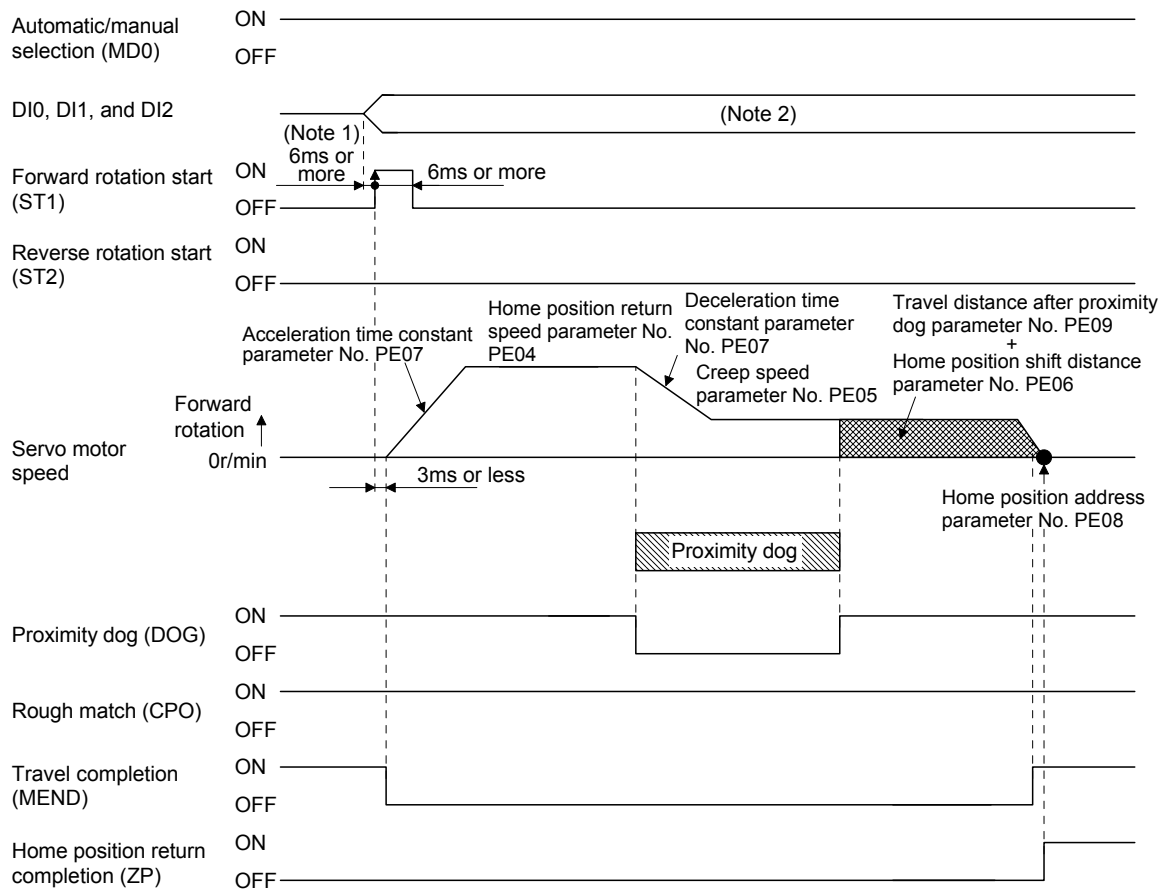 Automatic/manual
selection (MD0)
ON
OFF
DI0, DI1, and DI2
(Note 2)
(Note 1)
6ms or
more
6ms or more
Forward rotation start
(ST1)
ON
OFF
Reverse rotation start
(ST2)
ON
OFF
Acceleration time constant
parameter No. PE07
Home position return
speed parameter No.
PE04
Deceleration time
constant parameter
No. PE07
Creep speed
parameter No. PE05
Travel distance after proximity
dog parameter No. PE09
+
Home position shift distance
parameter No. PE06
Servo motor
speed
Forward
rotation
0r/min
3ms or less
Home position address
parameter No. PE08
Proximity dog
Proximity dog (DOG)
ON
OFF
Rough match (CPO)
ON
OFF
Travel completion
(MEND)
ON
OFF
Home position return
completion (ZP)
ON
OFF